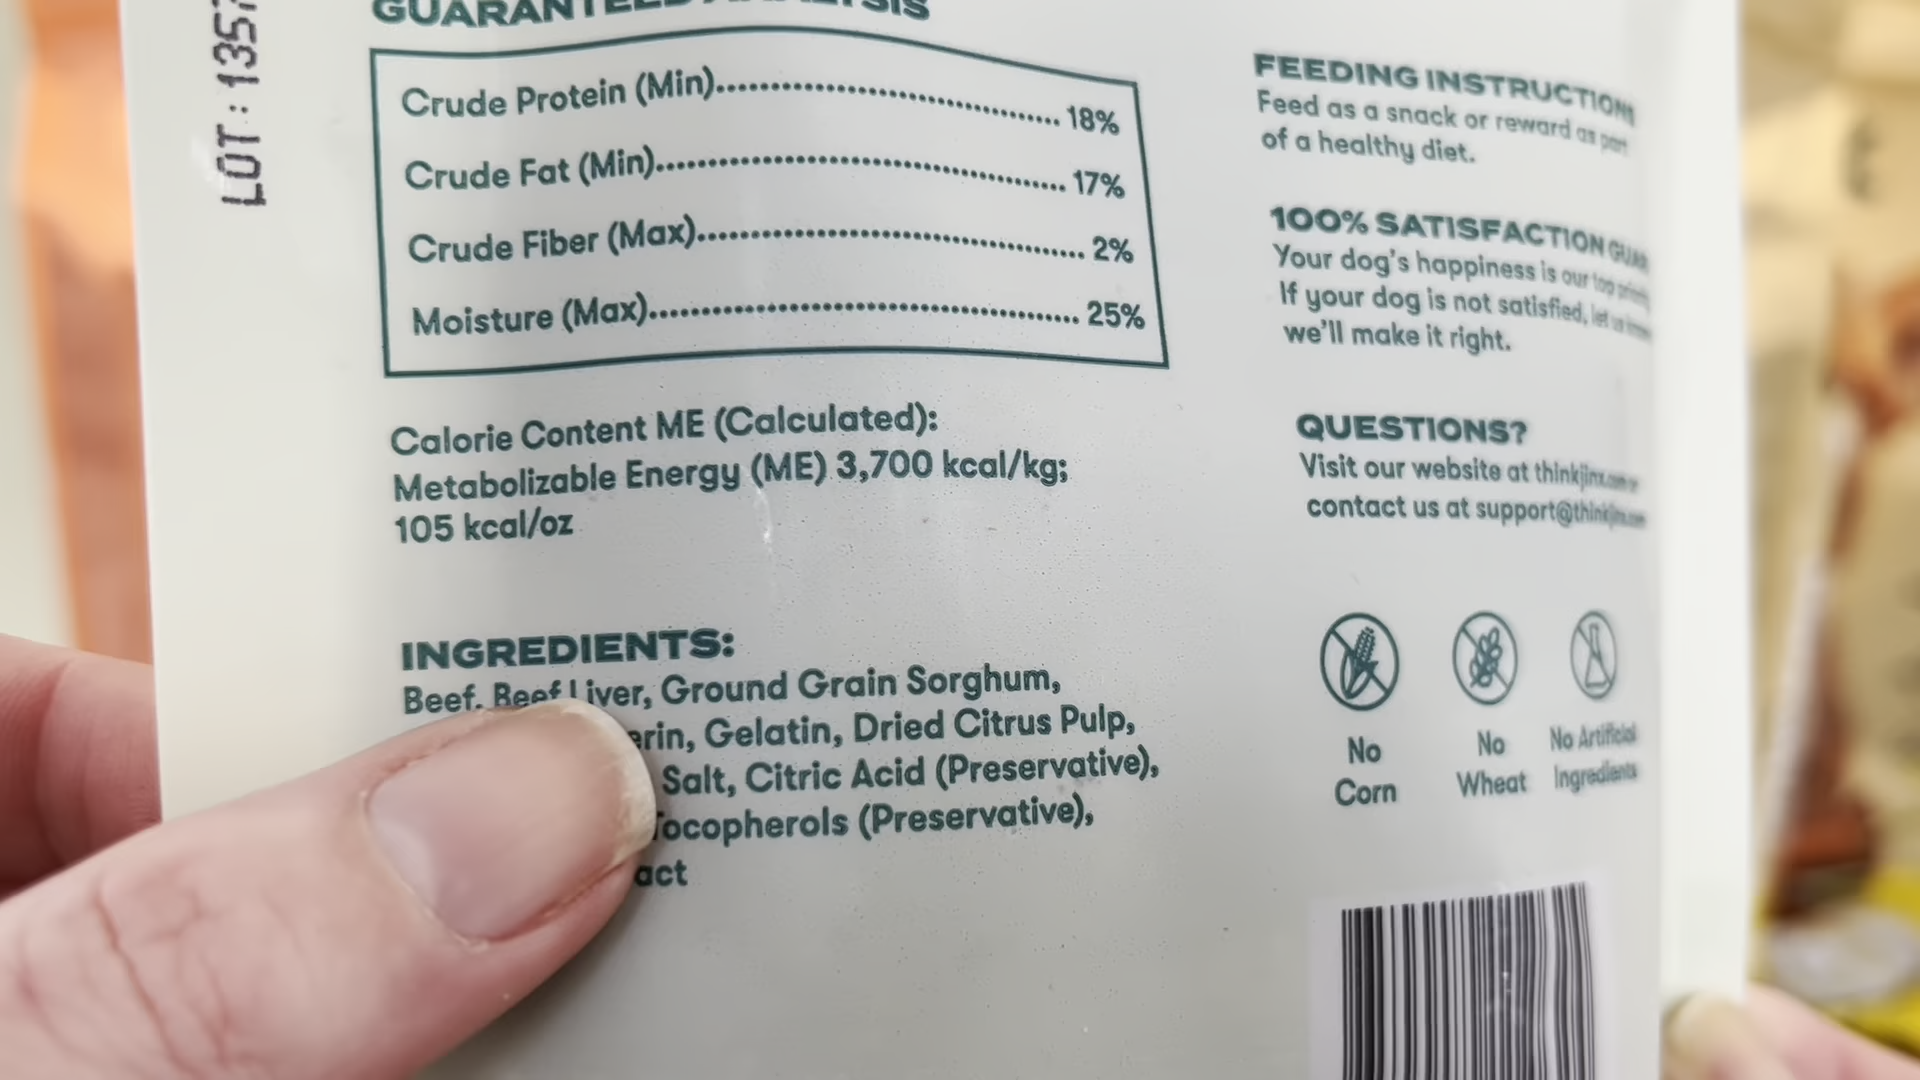 LOT: 135
GUARANTEED ANALYSIS
Crude Protein (Min)........ 18%
Crude Fat (Min)........ 17%
Crude Fiber (Max)........ 2%
Moisture (Max)........ 25%
Calorie Content ME (Calculated):
Metabolizable Energy (ME) 3,700 kcal/kg;
105 kcal/oz
INGREDIENTS:
Beef, Beef Liver, Ground Grain Sorghum,
erin, Gelatin, Dried Citrus Pulp,
Salt, Citric Acid (Preservative),
Tocopherols (Preservative),
act
FEEDING INSTRUCTIONS
Feed as a snack or reward as part
of a healthy diet.
100% SATISFACTION
Your dog's happiness is our top
If your dog is not satisfied, let us
we'll make it right.
QUESTIONS?
Visit our website at thinkjinx.com or
contact us at support@thinkjinx.com
No
Corn
No
Wheat
No Artificial
Ingredients